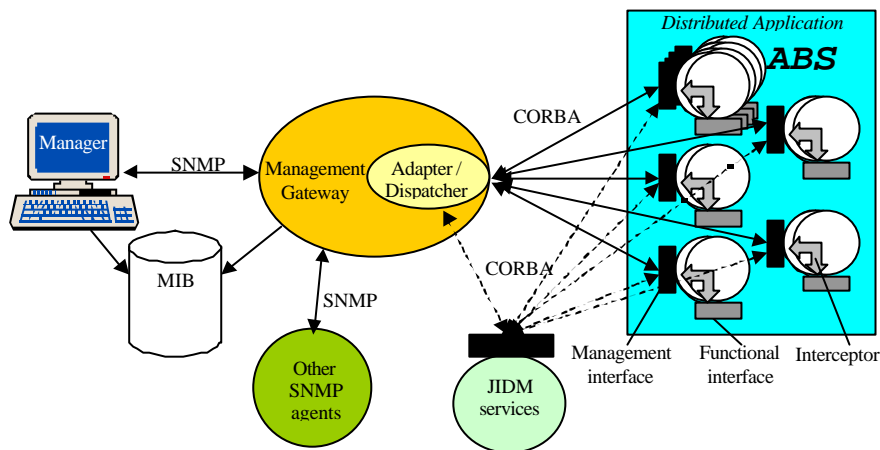 Distributed Application
ABS
CORBA
Manager
SNMP
Management
Gateway
Adapter /
Dispatcher
MIB
CORBA
SNMP
Management
interface
Functional
interface
Interceptor
Other
SNMP
agents
JIDM
services